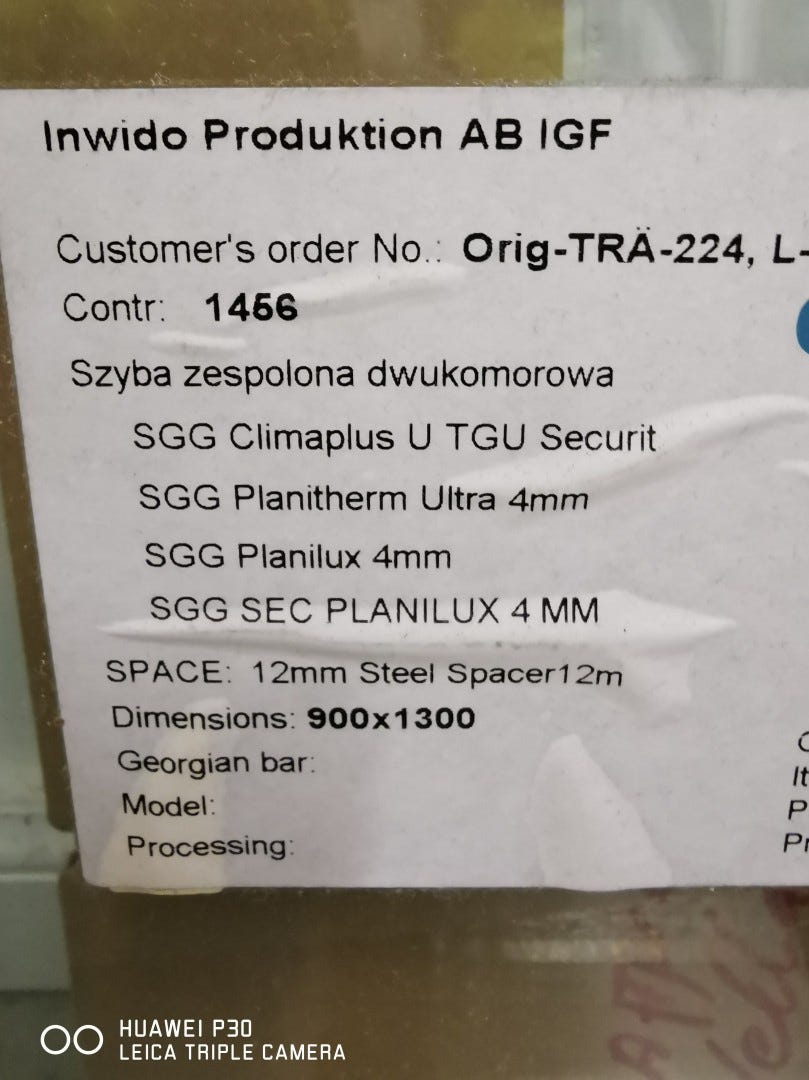 Inwido Produktion AB IGF
Customer's order No.: Orig-TRÄ-224, L-
Contr: 1456
Szyba zespolona dwukomorowa
SGG Climaplus U TGU Securit
SGG Planitherm Ultra 4mm
SGG Planilux 4mm
SGG SEC PLANILUX 4 MM
SPACE: 12mm Steel Spacer12m
Dimensions: 900x1300
Georgian bar:
Model:
Processing:
It
P
Pr
HUAWEI P30
LEICA TRIPLE CAMERA